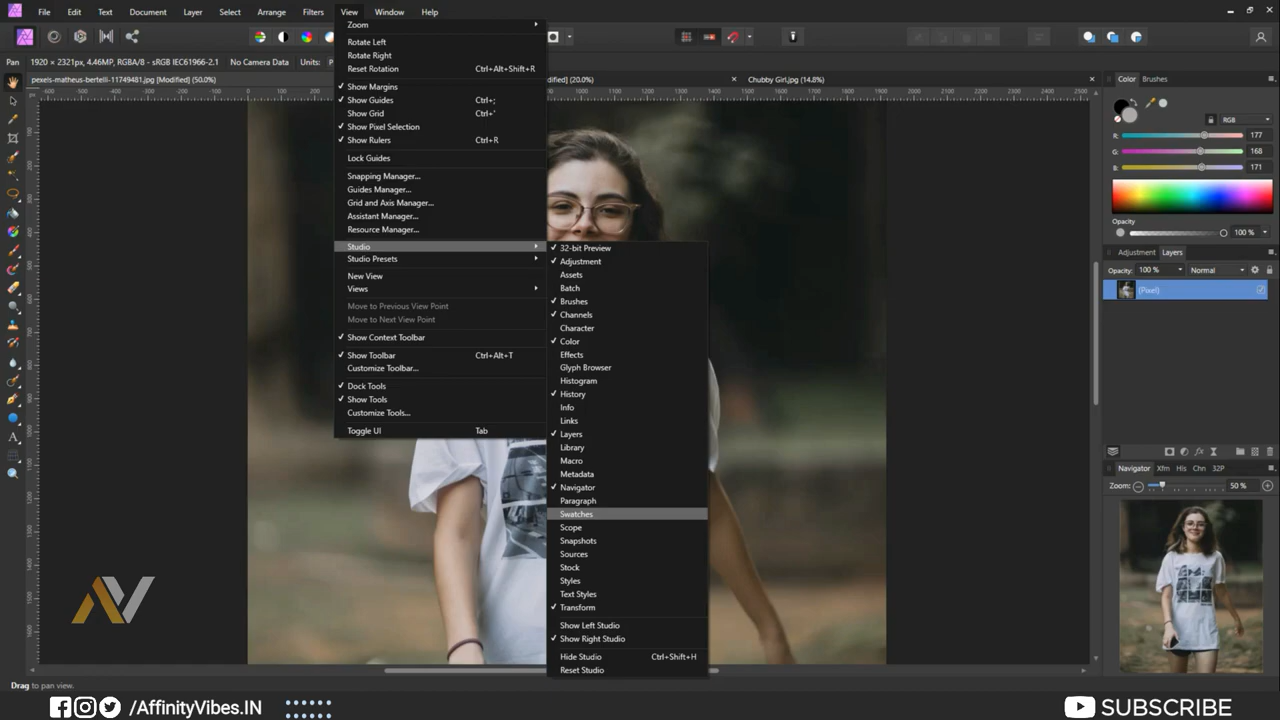 File Edit Text Document Layer Select Arrange Filters View Window Help
Pan 1920 × 2321px, 4.46MP, RGBA/8 - sRGB IEC61966-2.1 No Camera Data Units:
pexels-matheus-bertelli-11749481.jpg [Modified] (50.0%)
Chubby Girl.jpg (14.8%)
Zoom
Rotate Left
Rotate Right
Reset Rotation Ctrl+Alt+Shift+R
Show Margins
Show Guides Ctrl+;
Show Grid Ctrl+'
Show Pixel Selection
Show Rulers Ctrl+R
Lock Guides
Snapping Manager...
Guides Manager...
Grid and Axis Manager...
Assistant Manager...
Resource Manager...
Studio
Studio Presets
New View
Views
Move to Previous View Point
Move to Next View Point
Show Context Toolbar
Show Toolbar Ctrl+Alt+T
Customize Toolbar...
Dock Tools
Show Tools
Customize Tools...
Toggle UI Tab
32-bit Preview
Adjustment
Assets
Batch
Brushes
Channels
Character
Color
Effects
Glyph Browser
Histogram
History
Info
Links
Layers
Library
Macro
Metadata
Navigator
Paragraph
Swatches
Scope
Snapshots
Sources
Stock
Styles
Text Styles
Transform
Show Left Studio
Show Right Studio
Hide Studio Ctrl+Shift+H
Reset Studio
Color Brushes
RGB
R: 177
G: 168
B: 171
Opacity
100 %
Adjustment Layers
Opacity: 100 % Normal
(Pixel)
Navigator Xfm His Chn 32P
Zoom: 50 %
AV
Drag to pan view.
/AffinityVibes.IN
SUBSCRIBE